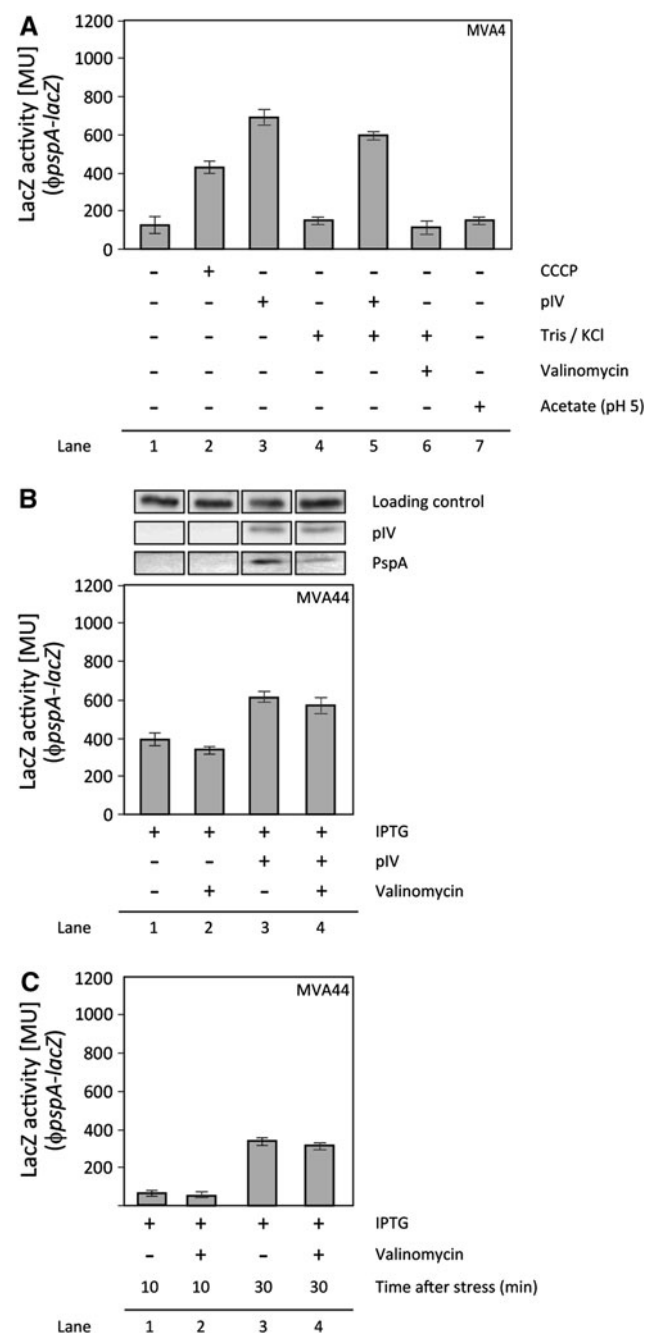 A
MVA4
LacZ activity [MU]
(ϕpspA-lacZ)
1200
1000
800
600
400
200
0
– + – – – – – CCCP
– – + – + – – pIV
– – – + + + – Tris / KCl
– – – – – + – Valinomycin
– – – – – – + Acetate (pH 5)
Lane 1 2 3 4 5 6 7
B
Loading control
pIV
PspA
MVA44
LacZ activity [MU]
(ϕpspA-lacZ)
1200
1000
800
600
400
200
0
+ + + + IPTG
– – + + pIV
– + – + Valinomycin
Lane 1 2 3 4
C
MVA44
LacZ activity [MU]
(ϕpspA-lacZ)
1200
1000
800
600
400
200
+ + + + IPTG
– + – + Valinomycin
10 10 30 30 Time after stress (min)
Lane 1 2 3 4